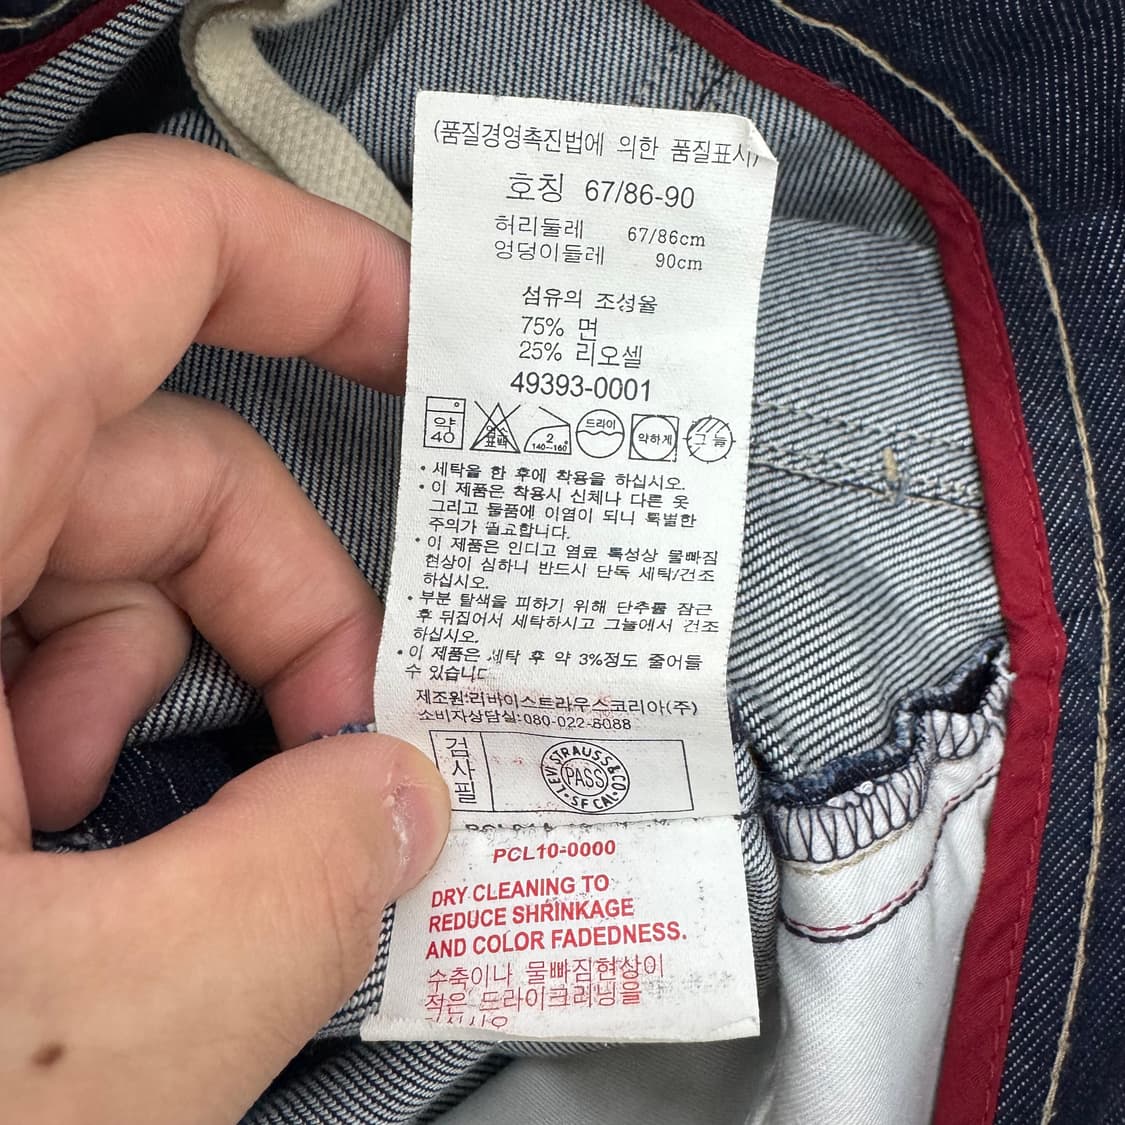 (품질경영촉진법에 의한 품질표시)
호칭 67/86-90
허리둘레 67/86cm
엉덩이둘레 90cm
섬유의 조성율
75% 면
25% 리오셀
49393-0001
약 40
염소 표백
2 140~160°
드라이
약하게
그늘
• 세탁을 한 후에 착용을 하십시오.
• 이 제품은 착용시 신체나 다른 옷
그리고 물품에 이염이 되니 특별한
주의가 필요합니다.
• 이 제품은 인디고 염료 특성상 물빠짐
현상이 심하니 반드시 단독 세탁/건조
하십시오.
• 부분 탈색을 피하기 위해 단추를 잠근
후 뒤집어서 세탁하시고 그늘에서 건조
하십시오.
• 이 제품은 세탁 후 약 3%정도 줄어들
수 있습니다
제조원:리바이스트라우스코리아(주)
소비자상담실:080-022-8088
검사필
LEVI STRAUSS & CO
PASS
S F CAL
PCL10-0000
DRY CLEANING TO
REDUCE SHRINKAGE
AND COLOR FADEDNESS.
수축이나 물빠짐현상이
적은 드라이크리닝을
하십시오